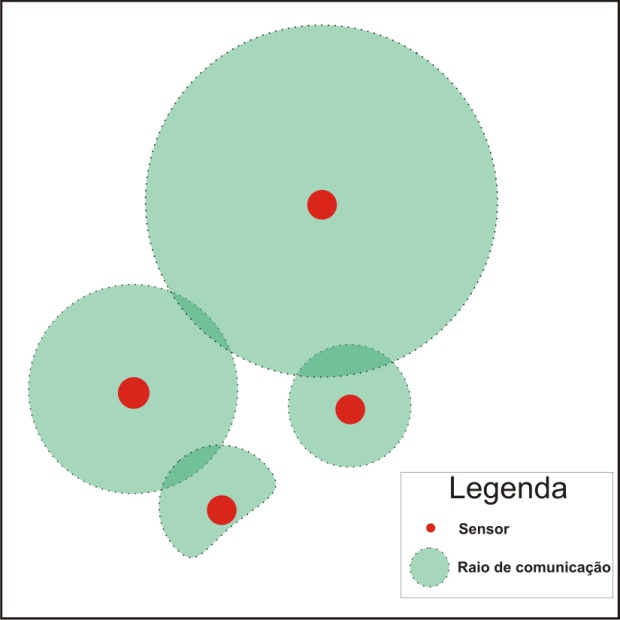 Legenda
Sensor
Raio de comunicação